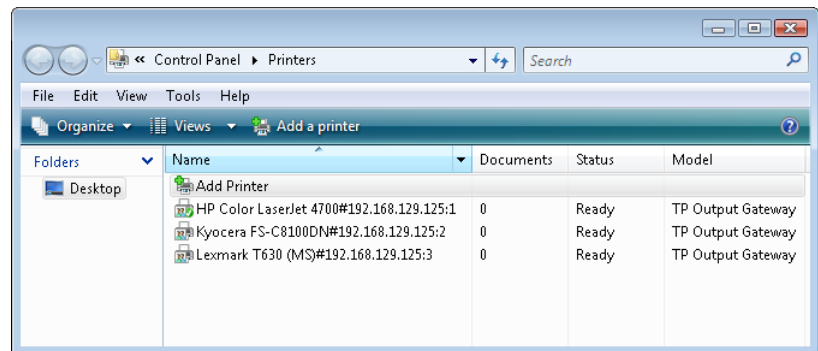 « Control Panel ▸ Printers Search
File Edit View Tools Help
Organize Views Add a printer
Folders Name Documents Status Model
Desktop Add Printer
HP Color LaserJet 4700#192.168.129.125:1 0 Ready TP Output Gateway
Kyocera FS-C8100DN#192.168.129.125:2 0 Ready TP Output Gateway
Lexmark T630 (MS)#192.168.129.125:3 0 Ready TP Output Gateway